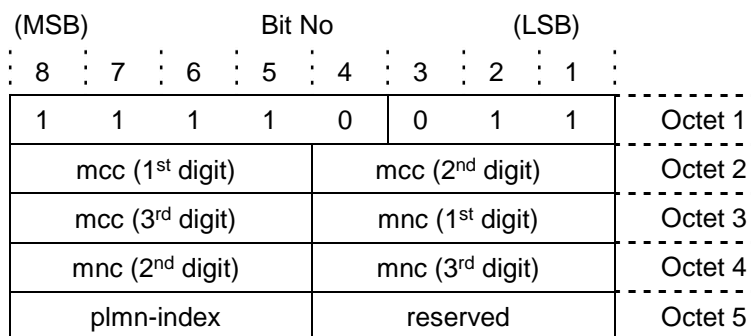 (MSB) Bit No (LSB)
8 7 6 5 4 3 2 1
1 1 1 1 0 0 1 1 Octet 1
mcc (1st digit) mcc (2nd digit) Octet 2
mcc (3rd digit) mnc (1st digit) Octet 3
mnc (2nd digit) mnc (3rd digit) Octet 4
plmn-index reserved Octet 5